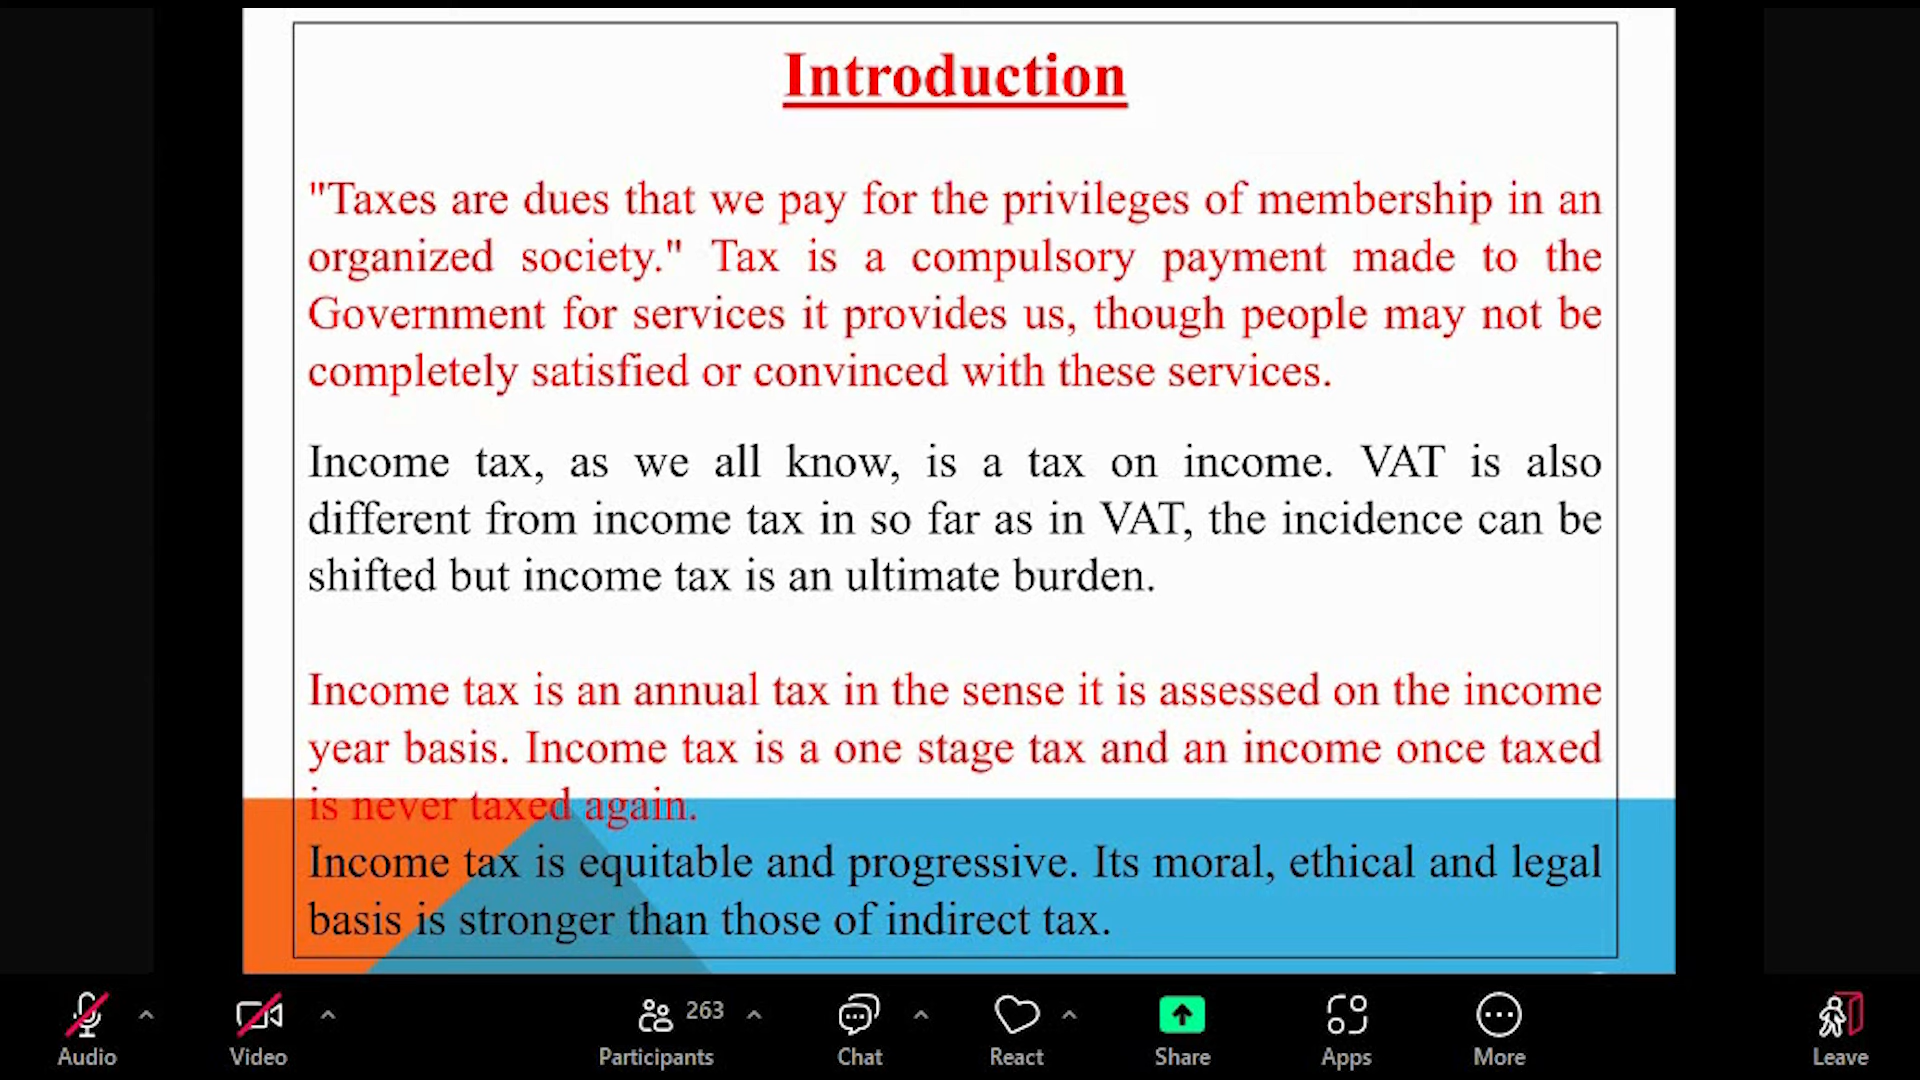 Introduction
"Taxes are dues that we pay for the privileges of membership in an
organized society." Tax is a compulsory payment made to the
Government for services it provides us, though people may not be
completely satisfied or convinced with these services.
Income tax, as we all know, is a tax on income. VAT is also
different from income tax in so far as in VAT, the incidence can be
shifted but income tax is an ultimate burden.
Income tax is an annual tax in the sense it is assessed on the income
year basis. Income tax is a one stage tax and an income once taxed
is never taxed again.
Income tax is equitable and progressive. Its moral, ethical and legal
basis is stronger than those of indirect tax.
263
Audio Video Participants Chat React Share Apps More Leave